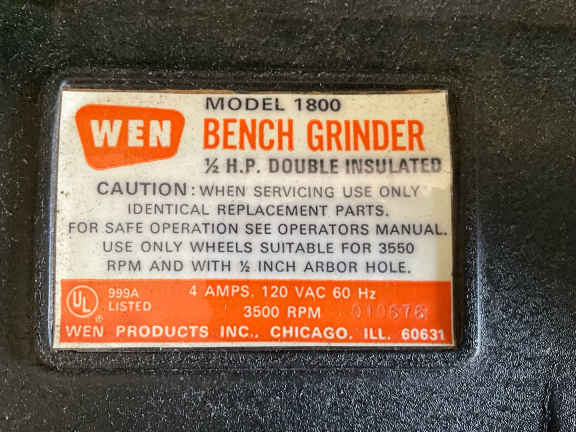 MODEL 1800
WEN BENCH GRINDER
½ H.P. DOUBLE INSULATED
CAUTION: WHEN SERVICING USE ONLY
IDENTICAL REPLACEMENT PARTS.
FOR SAFE OPERATION SEE OPERATORS MANUAL.
USE ONLY WHEELS SUITABLE FOR 3550
RPM AND WITH ½ INCH ARBOR HOLE.
UL ® 999A LISTED
4 AMPS. 120 VAC 60 Hz
3500 RPM
WEN PRODUCTS INC., CHICAGO, ILL. 60631